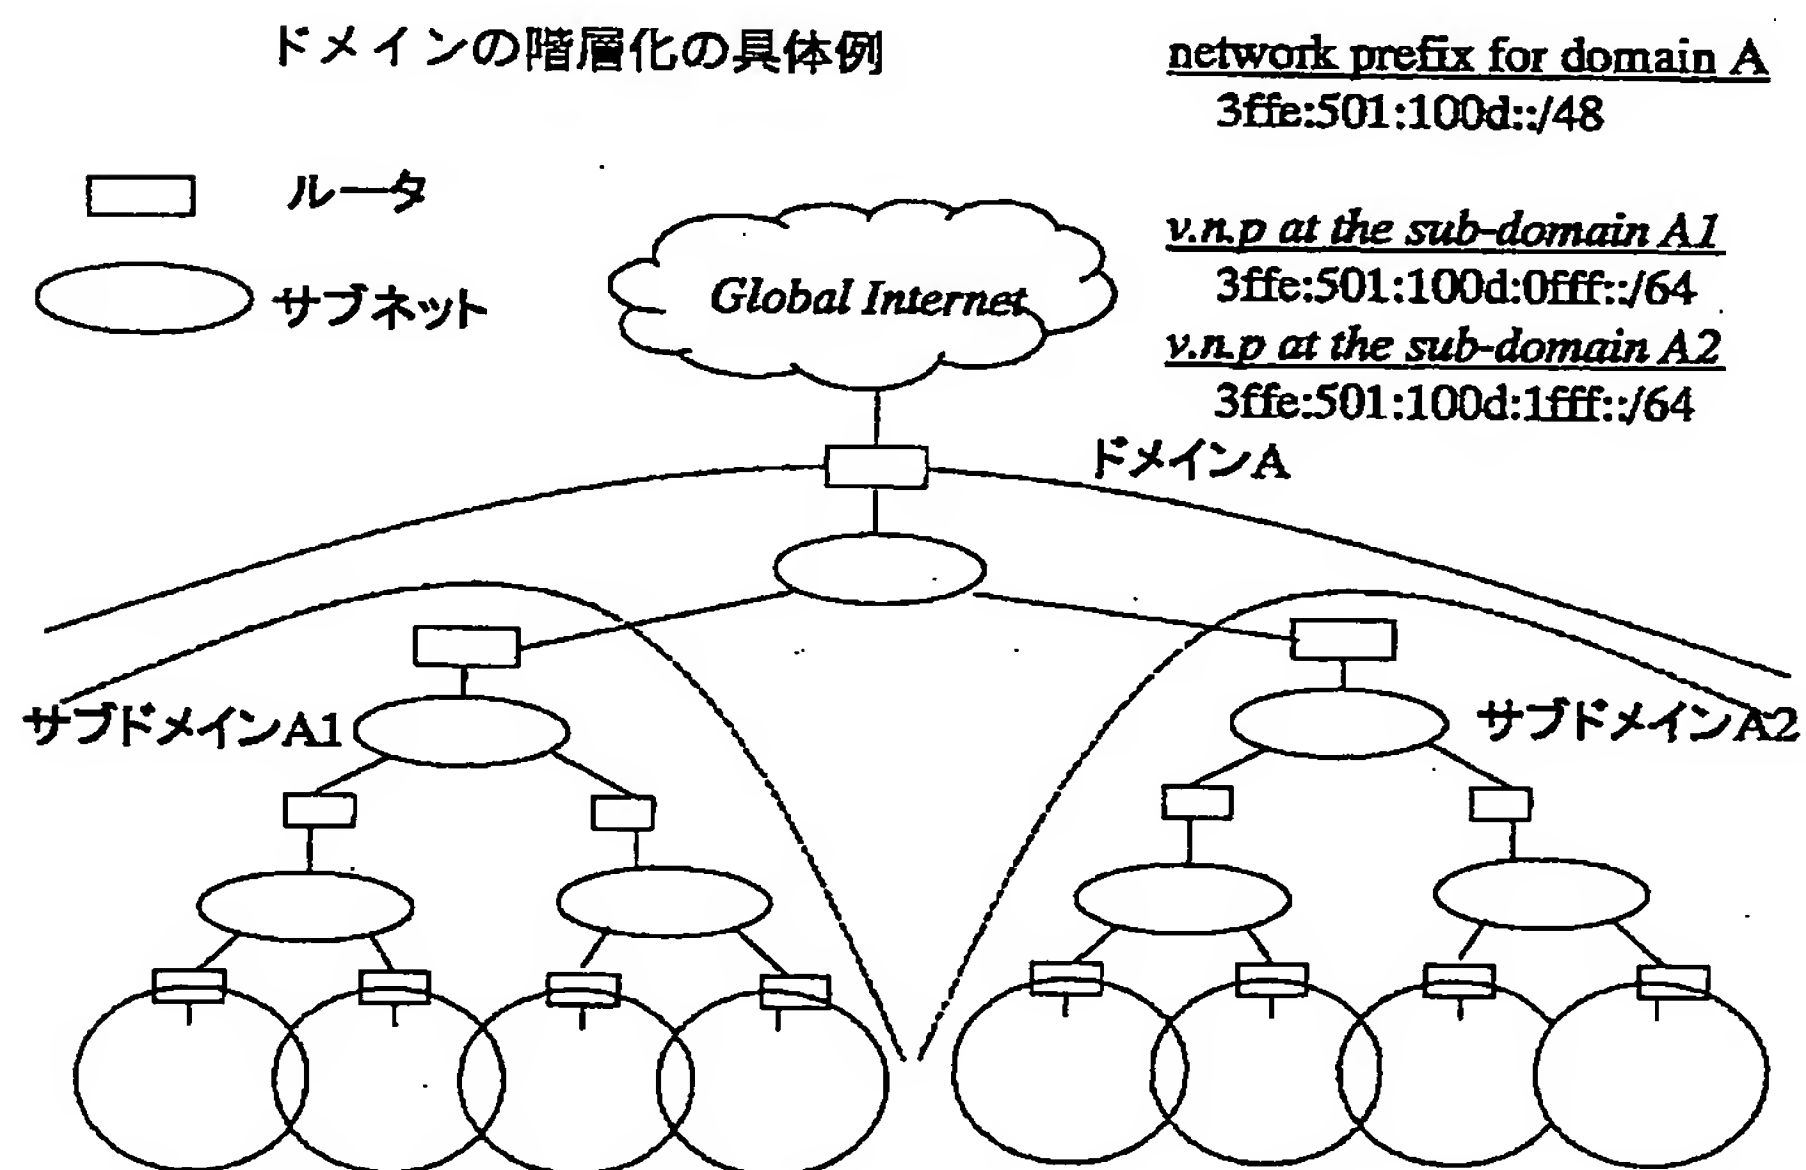 ドメインの階層化の具体例
network prefix for domain A
3ffe:501:100d::/48
ルータ
サブネット
Global Internet
v.n.p at the sub-domain A1
3ffe:501:100d:0fff::/64
v.n.p at the sub-domain A2
3ffe:501:100d:1fff::/64
ドメインA
サブドメインA1
サブドメインA2